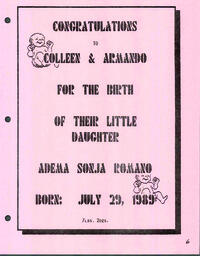 CONGRATULATIONS
TO
COLLEEN & ARMANDO
FOR THE BIRTH
OF THEIR LITTLE
DAUGHTER
ADEMA SONJA ROMANO
BORN: JULY 29, 1989
6